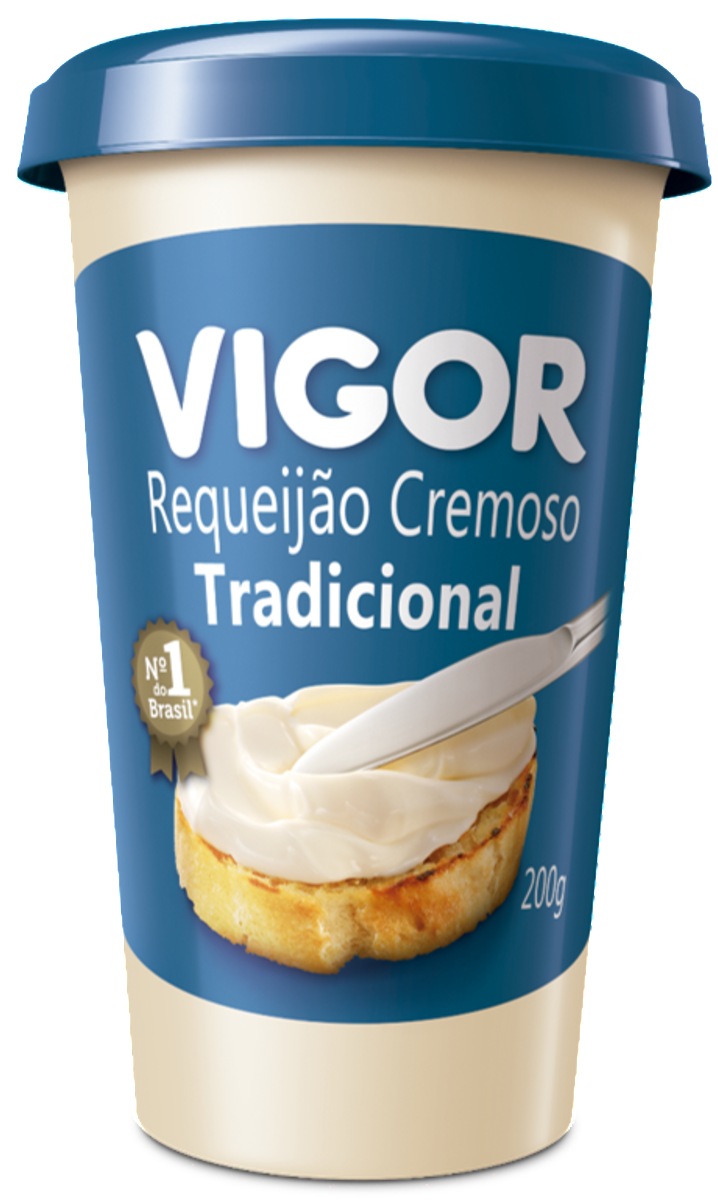 VIGOR
Requeijão Cremoso
Tradicional
Nº1
do
Brasil*
200g